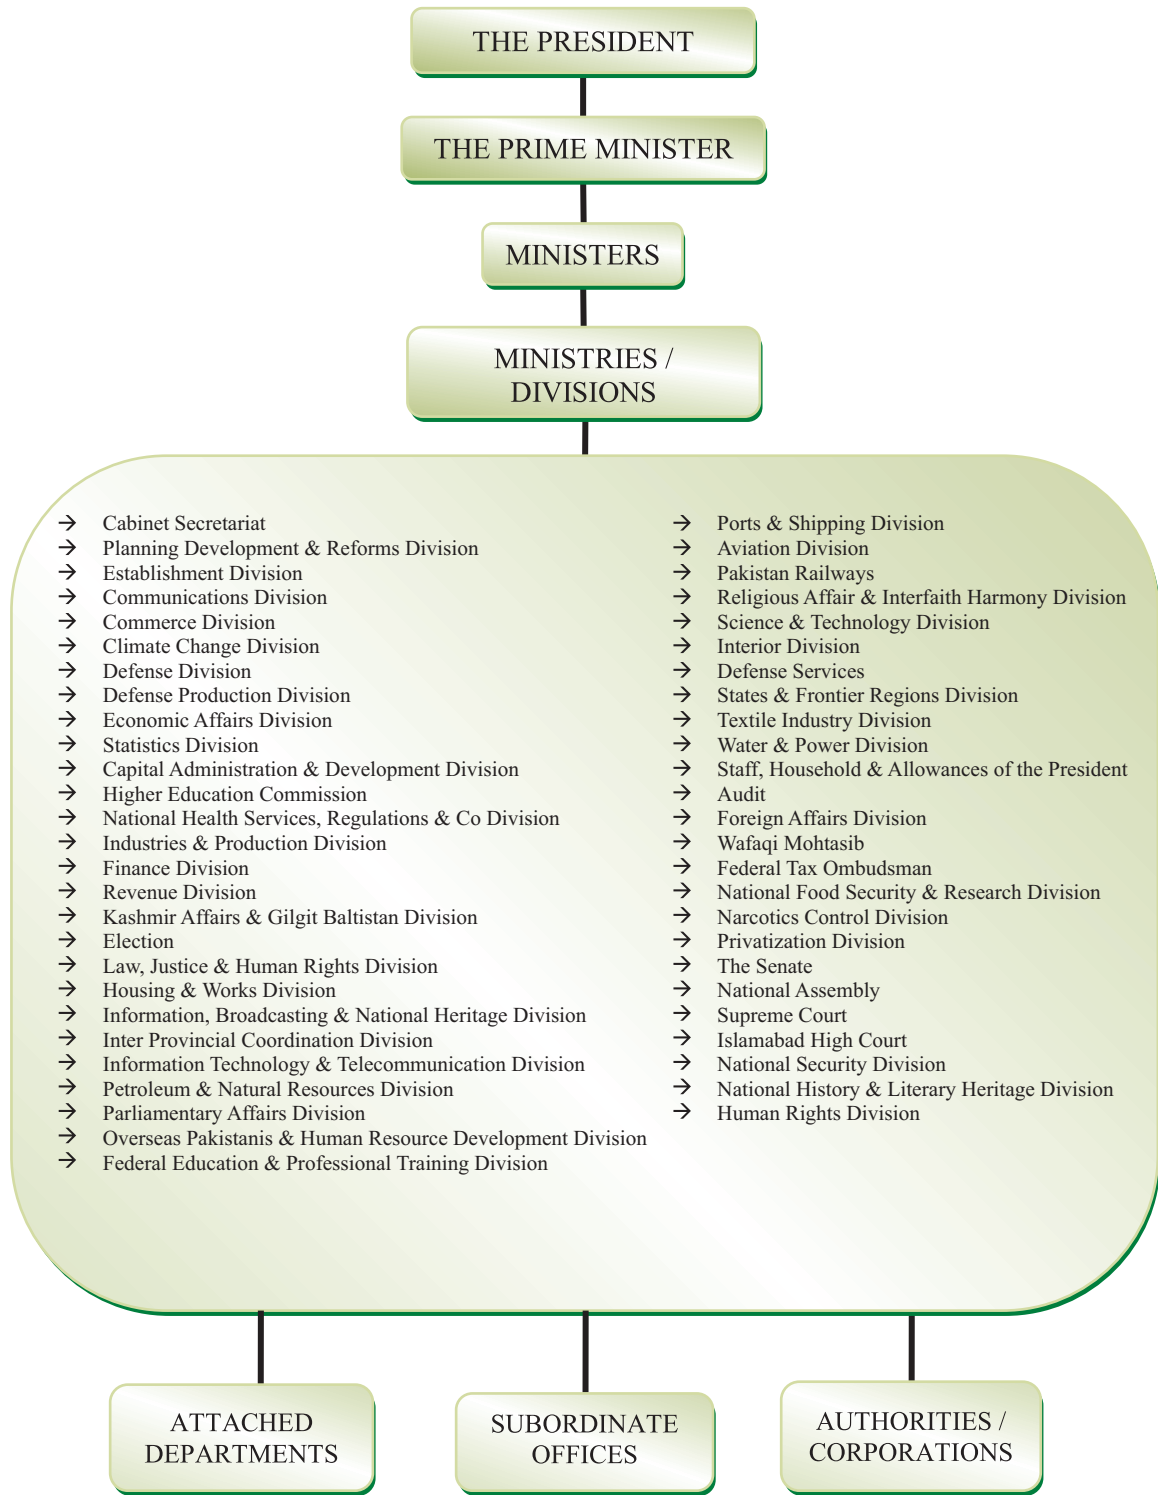 THE PRESIDENT
THE PRIME MINISTER
MINISTERS
MINISTRIES /
DIVISIONS
→ Cabinet Secretariat
→ Planning Development & Reforms Division
→ Establishment Division
→ Communications Division
→ Commerce Division
→ Climate Change Division
→ Defense Division
→ Defense Production Division
→ Economic Affairs Division
→ Statistics Division
→ Capital Administration & Development Division
→ Higher Education Commission
→ National Health Services, Regulations & Co Division
→ Industries & Production Division
→ Finance Division
→ Revenue Division
→ Kashmir Affairs & Gilgit Baltistan Division
→ Election
→ Law, Justice & Human Rights Division
→ Housing & Works Division
→ Information, Broadcasting & National Heritage Division
→ Inter Provincial Coordination Division
→ Information Technology & Telecommunication Division
→ Petroleum & Natural Resources Division
→ Parliamentary Affairs Division
→ Overseas Pakistanis & Human Resource Development Division
→ Federal Education & Professional Training Division
→ Ports & Shipping Division
→ Aviation Division
→ Pakistan Railways
→ Religious Affair & Interfaith Harmony Division
→ Science & Technology Division
→ Interior Division
→ Defense Services
→ States & Frontier Regions Division
→ Textile Industry Division
→ Water & Power Division
→ Staff, Household & Allowances of the President
→ Audit
→ Foreign Affairs Division
→ Wafaqi Mohtasib
→ Federal Tax Ombudsman
→ National Food Security & Research Division
→ Narcotics Control Division
→ Privatization Division
→ The Senate
→ National Assembly
→ Supreme Court
→ Islamabad High Court
→ National Security Division
→ National History & Literary Heritage Division
→ Human Rights Division
ATTACHED
DEPARTMENTS
SUBORDINATE
OFFICES
AUTHORITIES /
CORPORATIONS